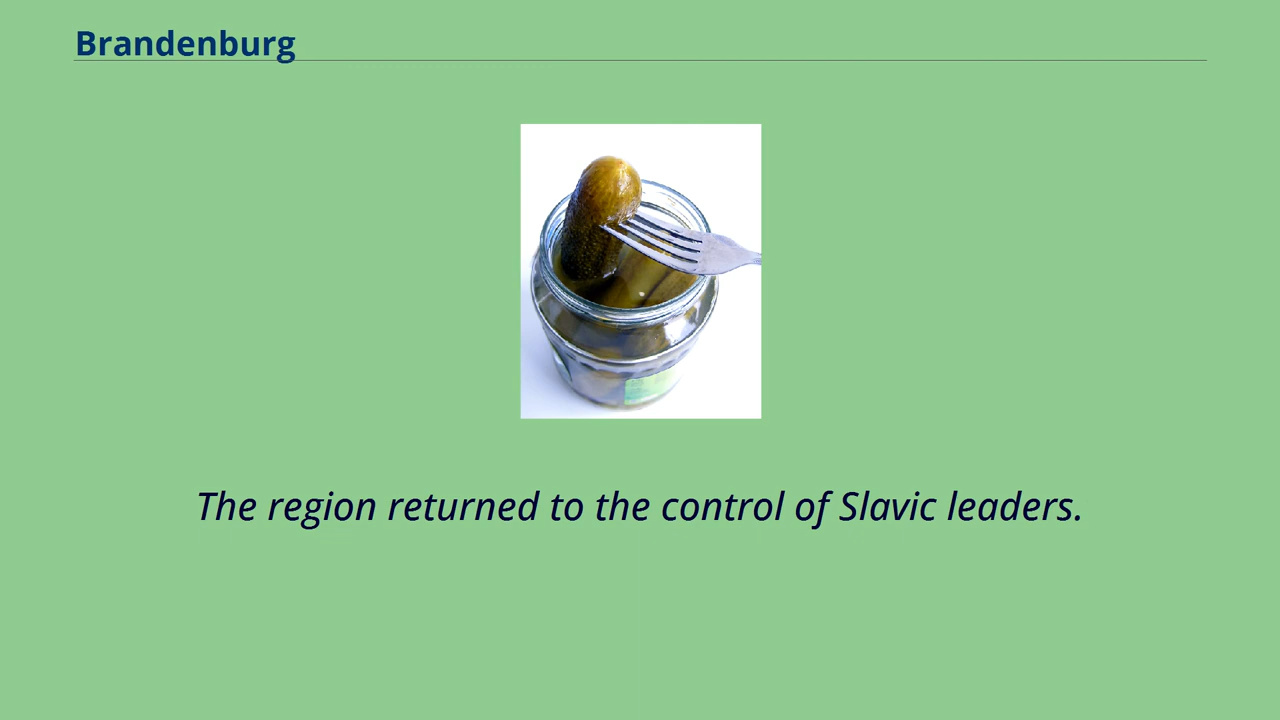 Brandenburg
The region returned to the control of Slavic leaders.